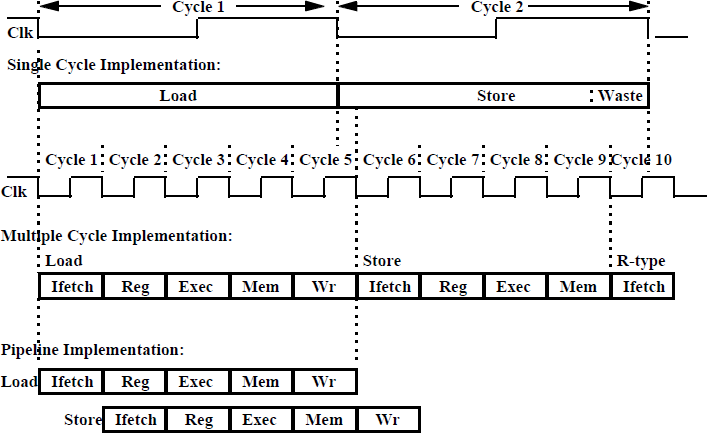 Cycle 1 Cycle 2
Clk
Single Cycle Implementation:
Load Store Waste
Cycle 1 Cycle 2 Cycle 3 Cycle 4 Cycle 5 Cycle 6 Cycle 7 Cycle 8 Cycle 9 Cycle 10
Clk
Multiple Cycle Implementation:
Load Store R-type
Ifetch Reg Exec Mem Wr Ifetch Reg Exec Mem Ifetch
Pipeline Implementation:
Load Ifetch Reg Exec Mem Wr
Store Ifetch Reg Exec Mem Wr